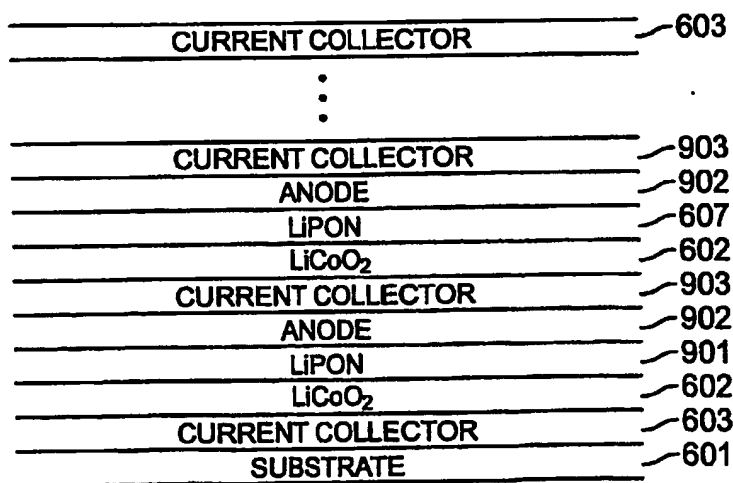 CURRENT COLLECTOR 603
CURRENT COLLECTOR 903
ANODE 902
LiPON 607
LiCoO₂ 602
CURRENT COLLECTOR 903
ANODE 902
LiPON 901
LiCoO₂ 602
CURRENT COLLECTOR 603
SUBSTRATE 601